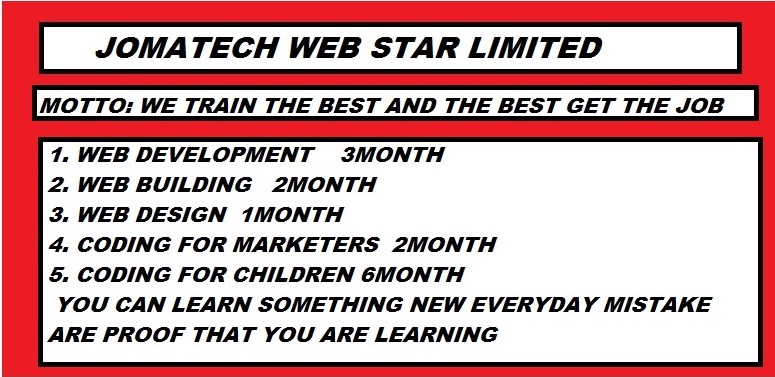 JOMATECH WEB STAR LIMITED
MOTTO: WE TRAIN THE BEST AND THE BEST GET THE JOB
1. WEB DEVELOPMENT 3MONTH
2. WEB BUILDING 2MONTH
3. WEB DESIGN 1MONTH
4. CODING FOR MARKETERS 2MONTH
5. CODING FOR CHILDREN 6MONTH
YOU CAN LEARN SOMETHING NEW EVERYDAY MISTAKE
ARE PROOF THAT YOU ARE LEARNING